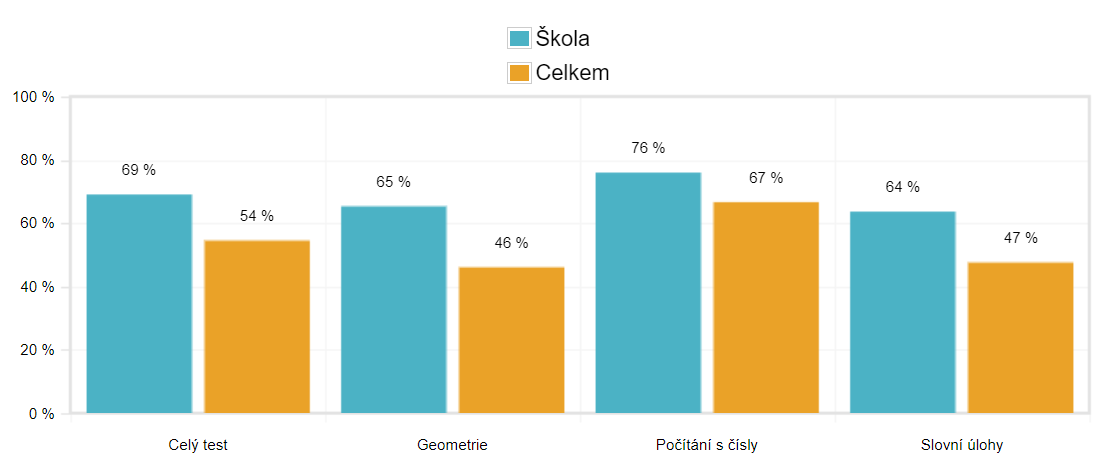 Škola
Celkem
100 %
80 %
60 %
40 %
20 %
0 %
69 %
54 %
65 %
46 %
76 %
67 %
64 %
47 %
Celý test
Geometrie
Počítání s čísly
Slovní úlohy